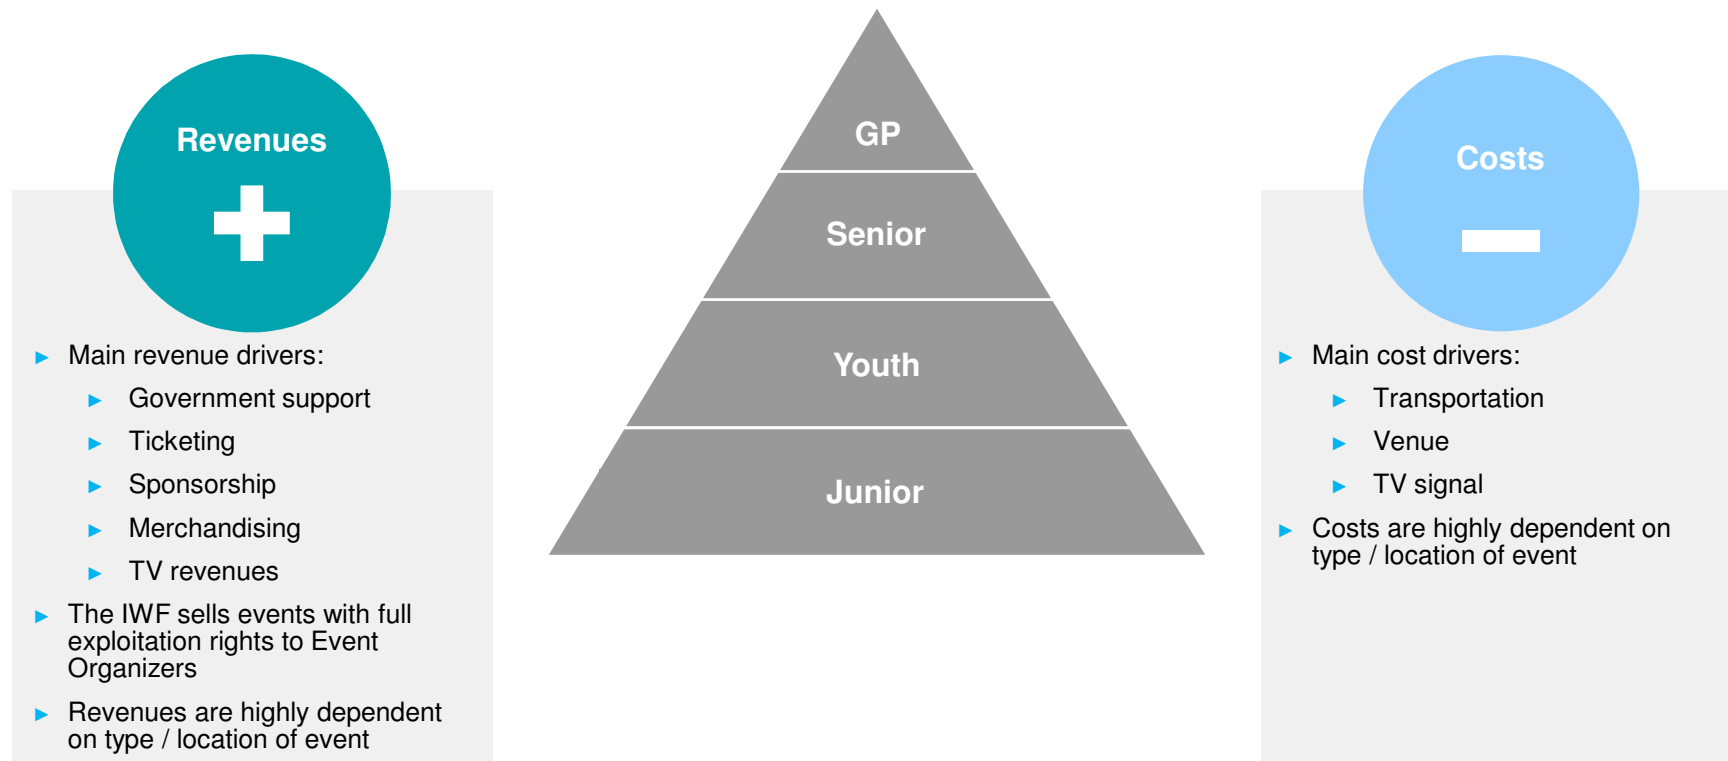 Revenues
Main revenue drivers:
Government support
Ticketing
Sponsorship
Merchandising
TV revenues
The IWF sells events with full
exploitation rights to Event
Organizers
Revenues are highly dependent
on type / location of event
GP
Senior
Youth
Junior
Costs
Main cost drivers:
Transportation
Venue
TV signal
Costs are highly dependent on
type / location of event